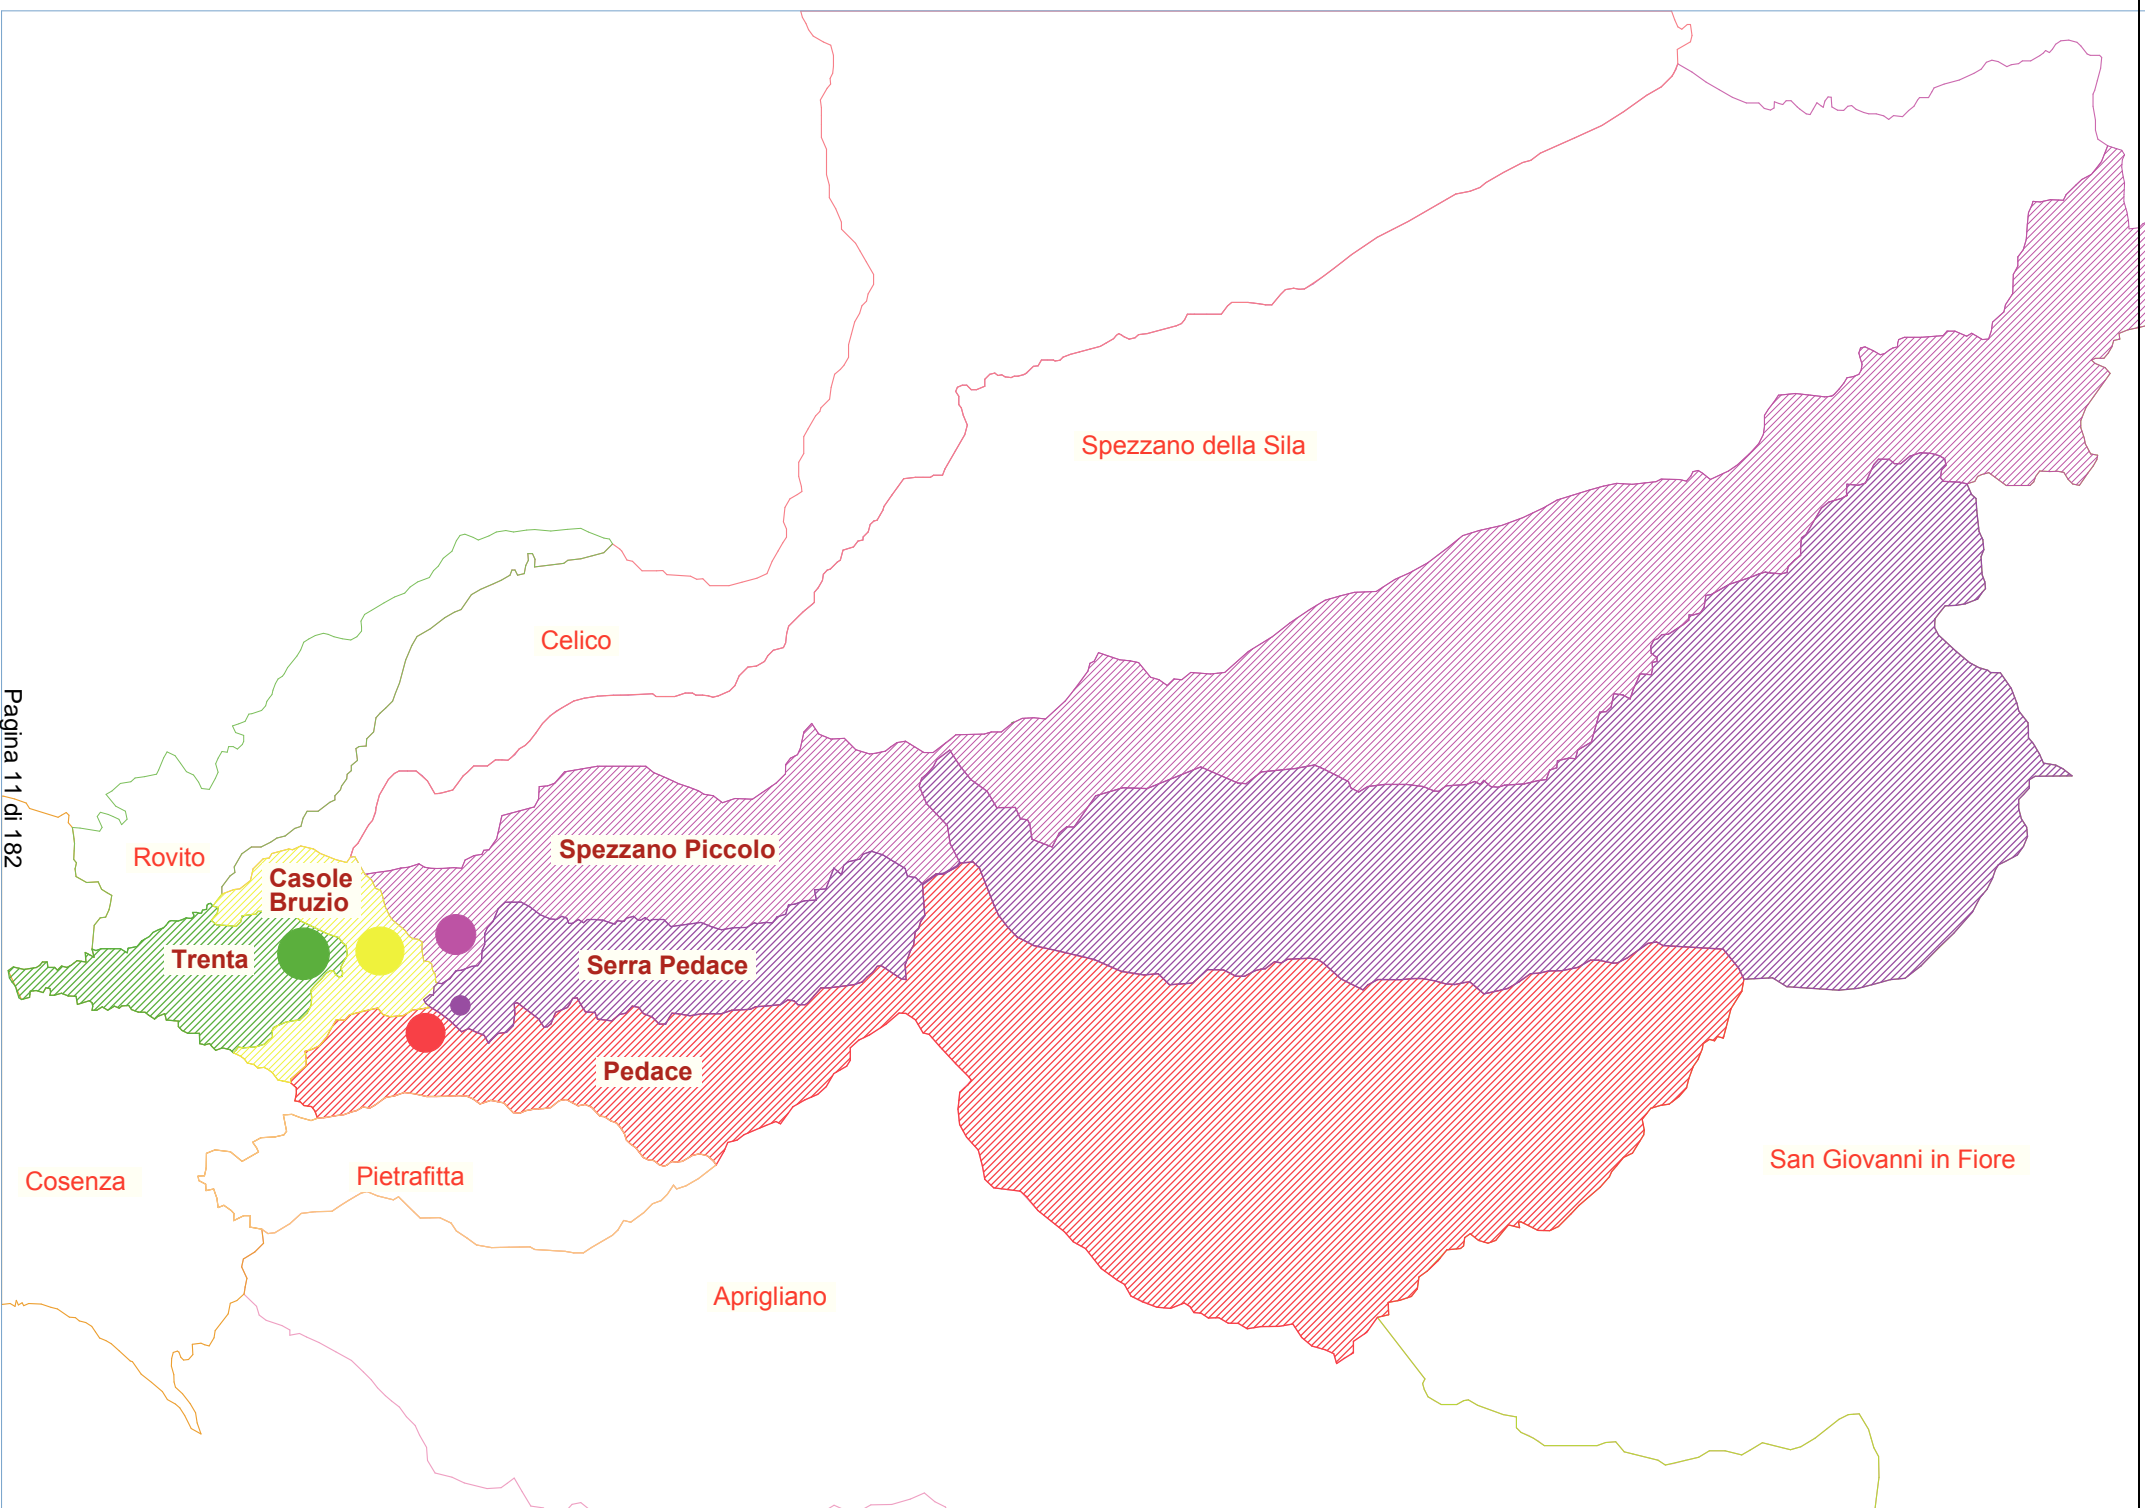 Spezzano della Sila
Celico
Spezzano Piccolo
Rovito
Casole
Bruzio
Trenta
Serra Pedace
Pedace
San Giovanni in Fiore
Cosenza
Pietrafitta
Aprigliano
Pagina 11 di 182